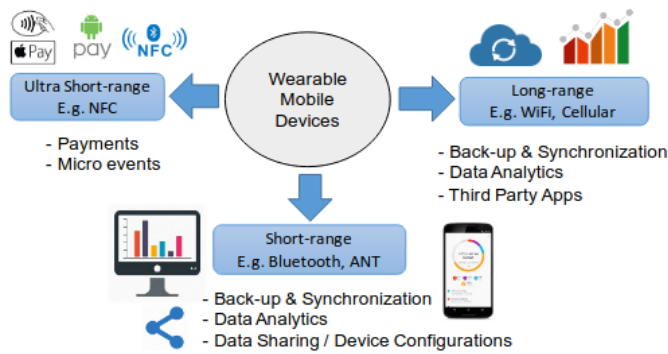 Pay
pay
NFC
Ultra Short-range
E.g. NFC
- Payments
- Micro events
Wearable
Mobile
Devices
Long-range
E.g. WiFi, Cellular
- Back-up & Synchronization
- Data Analytics
- Third Party Apps
Short-range
E.g. Bluetooth, ANT
- Back-up & Synchronization
- Data Analytics
- Data Sharing / Device Configurations